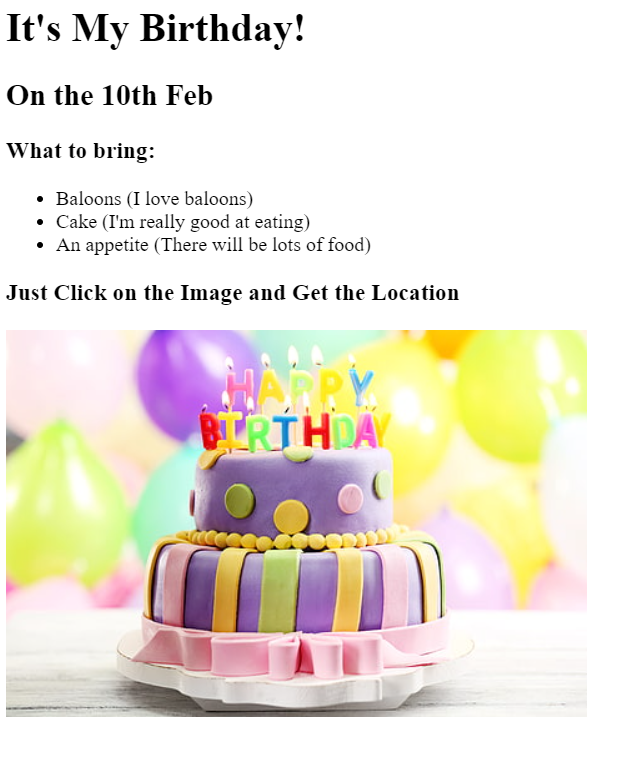 It's My Birthday!
On the 10th Feb
What to bring:
Baloons (I love baloons)
Cake (I'm really good at eating)
An appetite (There will be lots of food)
Just Click on the Image and Get the Location
HAPPY
BIRTHDAY